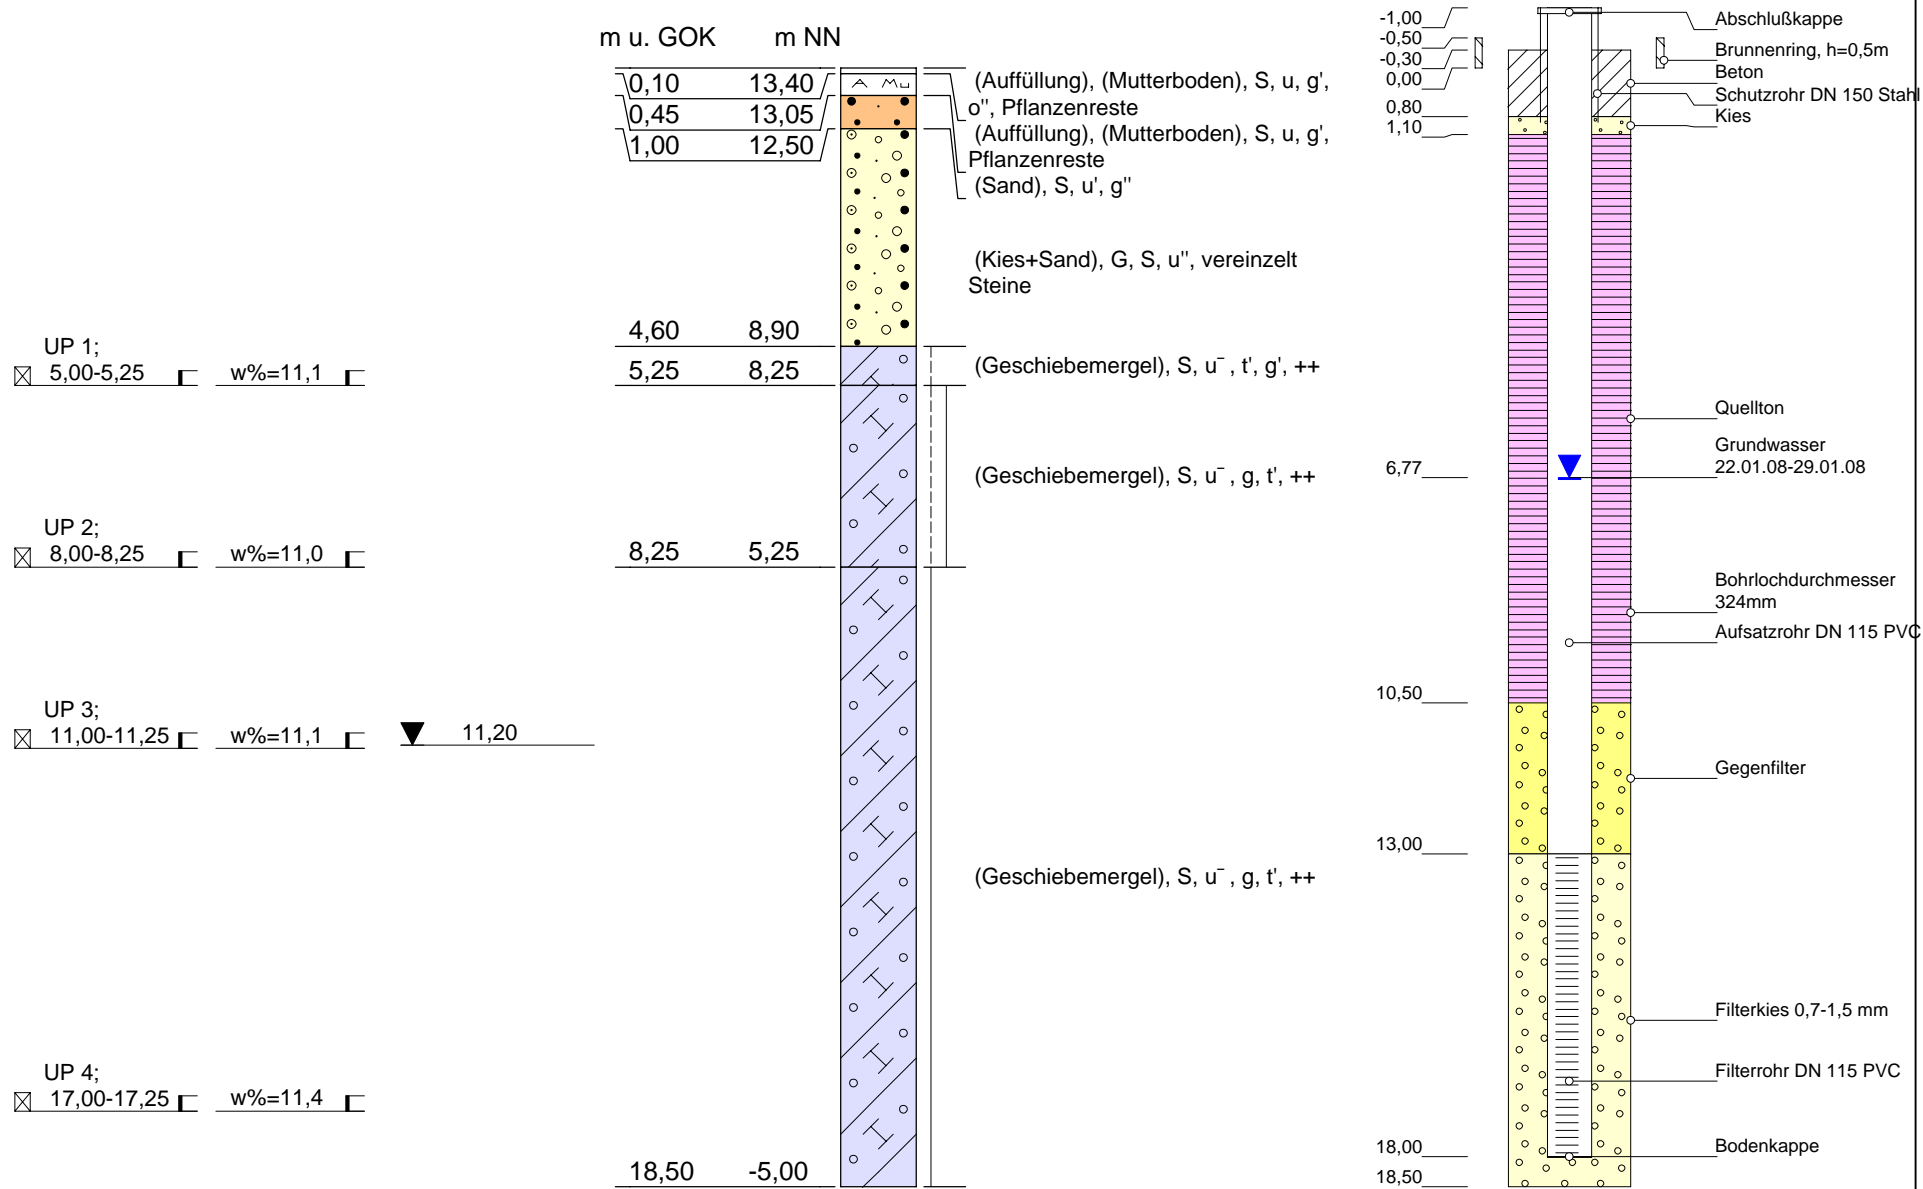 m u. GOK m NN
0,10 13,40
0,45 13,05
1,00 12,50
4,60 8,90
5,25 8,25
8,25 5,25
18,50 -5,00
UP 1;
5,00-5,25 w%=11,1
UP 2;
8,00-8,25 w%=11,0
UP 3;
11,00-11,25 w%=11,1
11,20
UP 4;
17,00-17,25 w%=11,4
A Mu
(Auffüllung), (Mutterboden), S, u, g',
o'', Pflanzenreste
(Auffüllung), (Mutterboden), S, u, g',
Pflanzenreste
(Sand), S, u', g''
(Kies+Sand), G, S, u'', vereinzelt
Steine
(Geschiebemergel), S, u¯ , t', g', ++
(Geschiebemergel), S, u¯ , g, t', ++
(Geschiebemergel), S, u¯ , g, t', ++
-1,00
-0,50
-0,30
0,00
0,80
1,10
6,77
10,50
13,00
18,00
18,50
Abschlußkappe
Brunnenring, h=0,5m
Beton
Schutzrohr DN 150 Stahl
Kies
Quellton
Grundwasser
22.01.08-29.01.08
Bohrlochdurchmesser
324mm
Aufsatzrohr DN 115 PVC
Gegenfilter
Filterkies 0,7-1,5 mm
Filterrohr DN 115 PVC
Bodenkappe